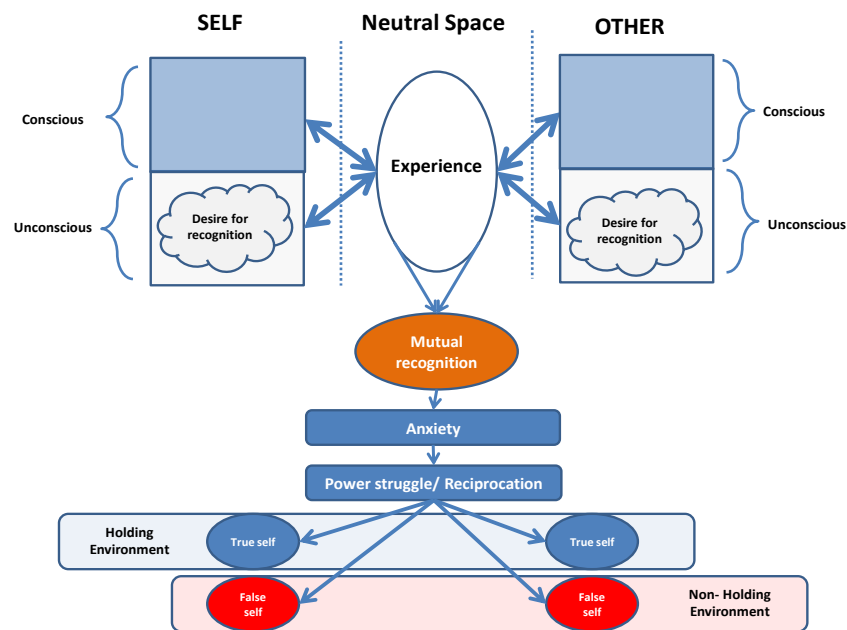 SELF
Neutral Space
OTHER
Conscious
Conscious
Experience
Unconscious
Desire for
recognition
Desire for
recognition
Unconscious
Mutual
recognition
Anxiety
Power struggle/ Reciprocation
Holding
Environment
True self
True self
False
self
False
self
Non- Holding
Environment